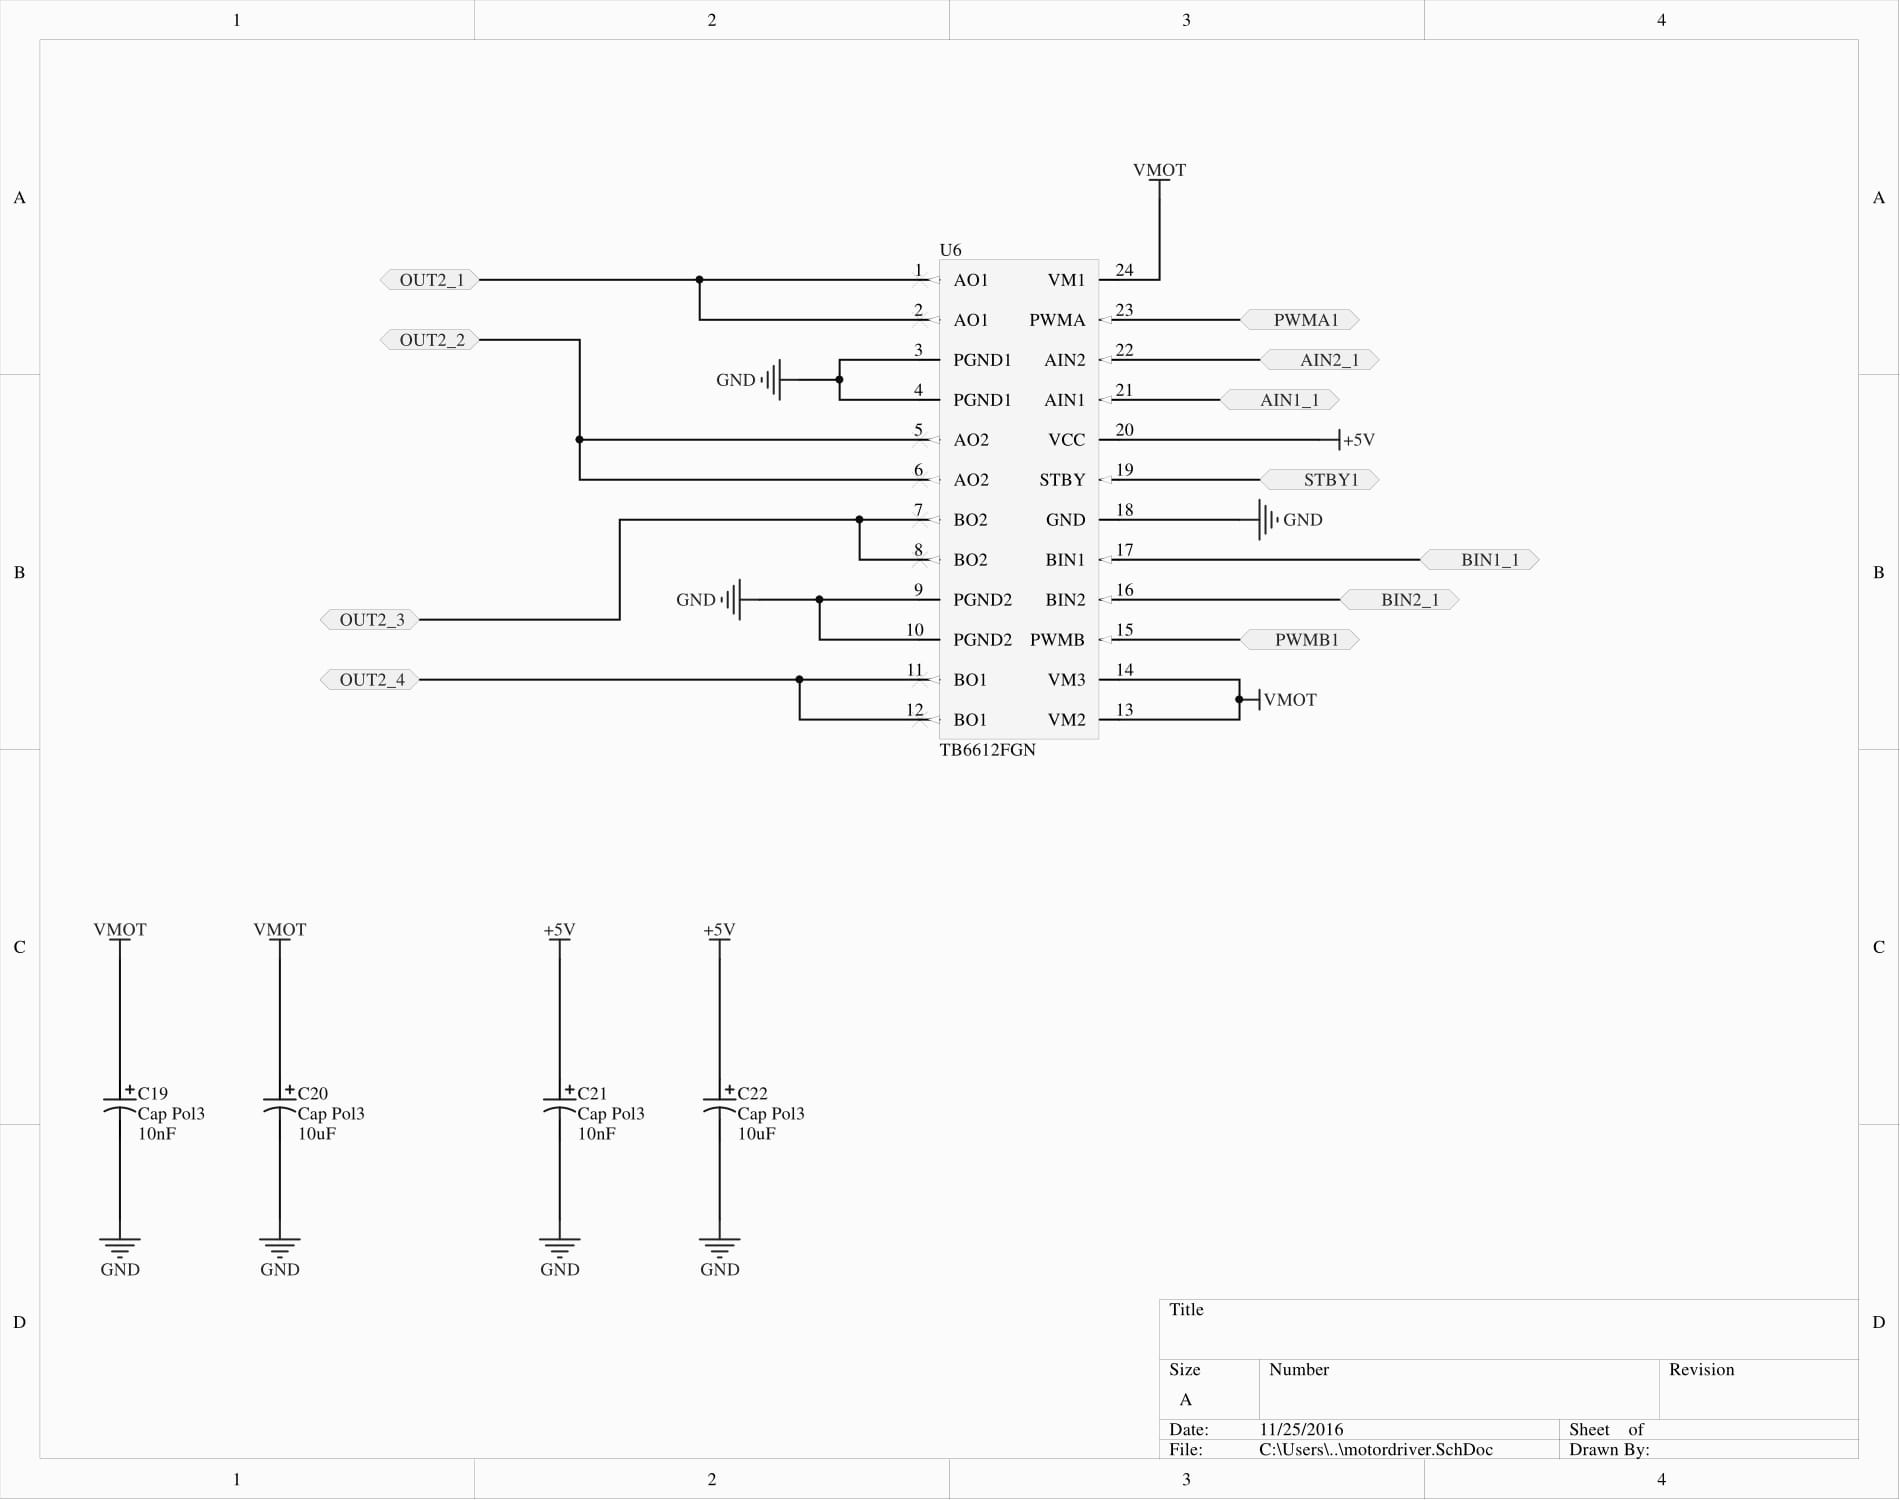 1 2 3 4
A A
VMOT
U6
OUT2_1 1 AO1 VM1 24
2 AO1 PWMA 23 PWMA1
OUT2_2
3 PGND1 AIN2 22 AIN2_1
GND
4 PGND1 AIN1 21 AIN1_1
5 AO2 VCC 20 +5V
6 AO2 STBY 19 STBY1
7 BO2 GND 18 GND
8 BO2 BIN1 17 BIN1_1
B B
GND 9 PGND2 BIN2 16 BIN2_1
OUT2_3
10 PGND2 PWMB 15 PWMB1
OUT2_4 11 BO1 VM3 14
VMOT
12 BO1 VM2 13
TB6612FGN
VMOT VMOT +5V +5V
C C
+ C19 + C20 + C21 + C22
Cap Pol3 Cap Pol3 Cap Pol3 Cap Pol3
10nF 10uF 10nF 10uF
GND GND GND GND
D D
Title
Size Number Revision
A
Date: 11/25/2016 Sheet of
File: C:\Users\..\motordriver.SchDoc Drawn By:
1 2 3 4